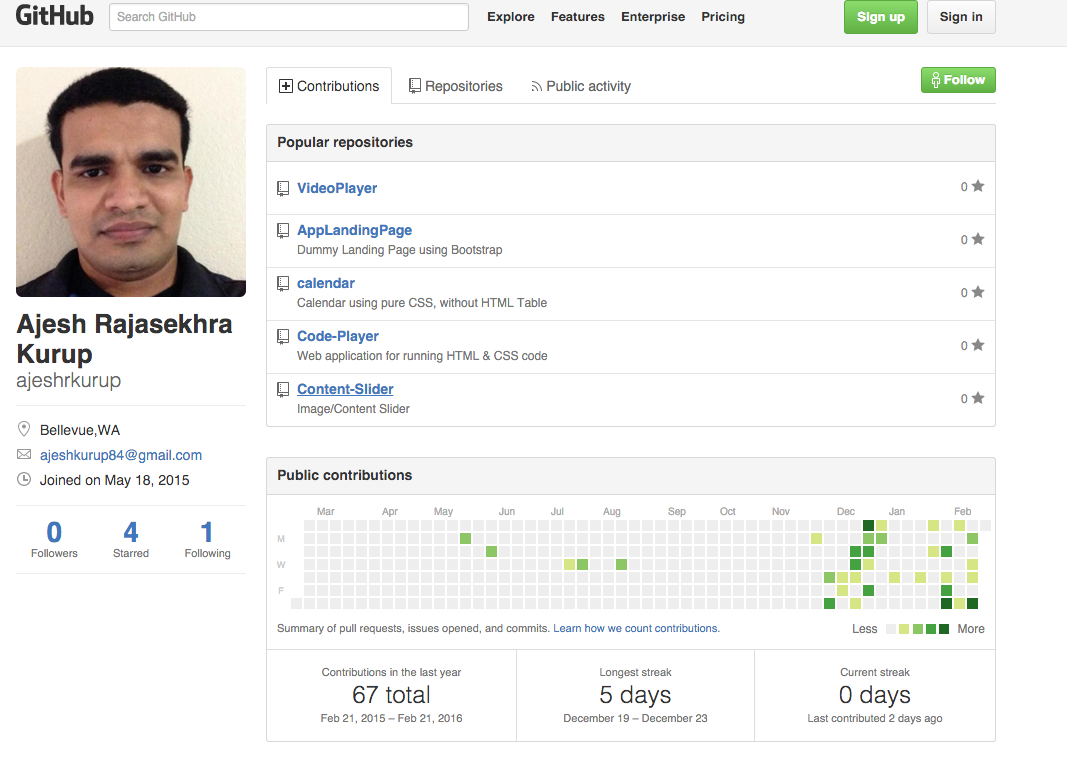 GitHub
Search GitHub
Explore Features Enterprise Pricing
Sign up
Sign in
Contributions
Repositories
Public activity
Follow
Ajesh Rajasekhra
Kurup
ajeshrkurup
Bellevue,WA
ajeshkurup84@gmail.com
Joined on May 18, 2015
0 4 1
Followers Starred Following
Popular repositories
VideoPlayer 0
AppLandingPage 0
Dummy Landing Page using Bootstrap
calendar 0
Calendar using pure CSS, without HTML Table
Code-Player 0
Web application for running HTML & CSS code
Content-Slider 0
Image/Content Slider
Public contributions
Mar Apr May Jun Jul Aug Sep Oct Nov Dec Jan Feb
M
W
F
Summary of pull requests, issues opened, and commits. Learn how we count contributions.
Less More
Contributions in the last year
67 total
Feb 21, 2015 – Feb 21, 2016
Longest streak
5 days
December 19 – December 23
Current streak
0 days
Last contributed 2 days ago